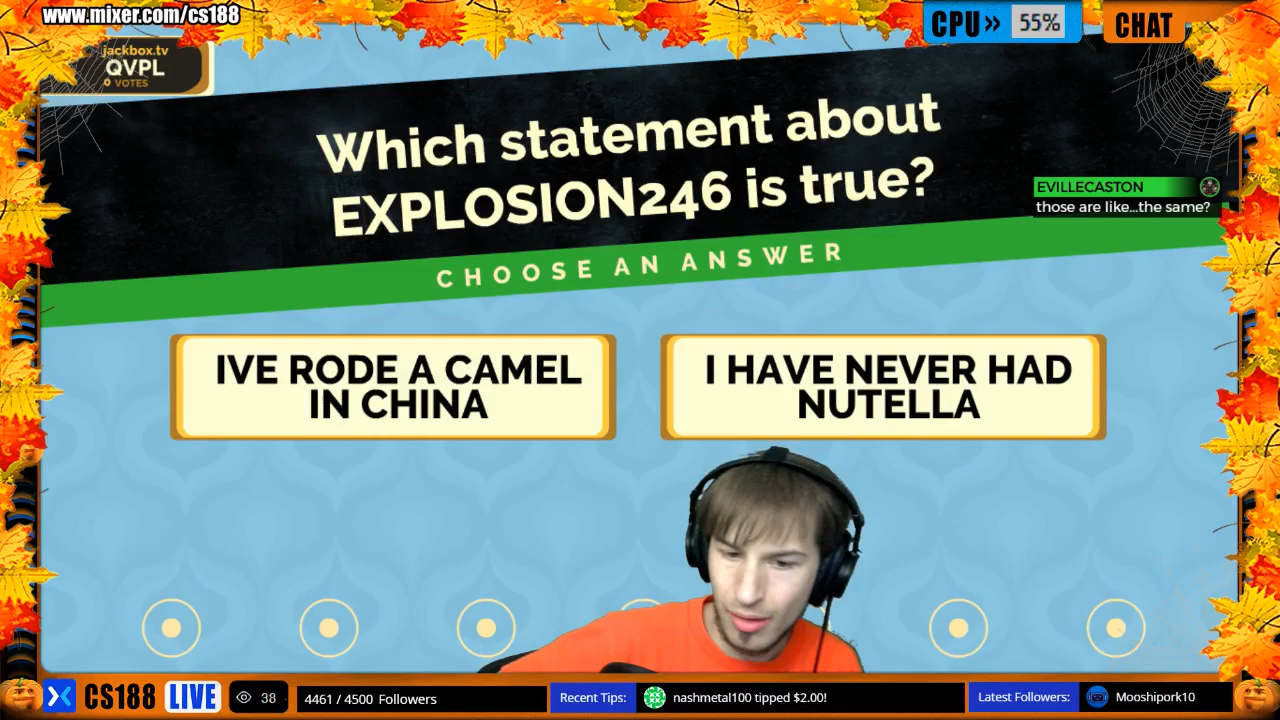 www.mixer.com/cs188
CPU»
55%
CHAT
jackbox.tv
QVPL
0 VOTES
Which statement about
EXPLOSION246 is true?
EVILLECASTON
those are like...the same?
CHOOSE AN ANSWER
IVE RODE A CAMEL
IN CHINA
I HAVE NEVER HAD
NUTELLA
CS188 LIVE
38
4461 / 4500 Followers
Recent Tips:
nashmetal100 tipped $2.00!
Latest Followers:
Mooshipork10